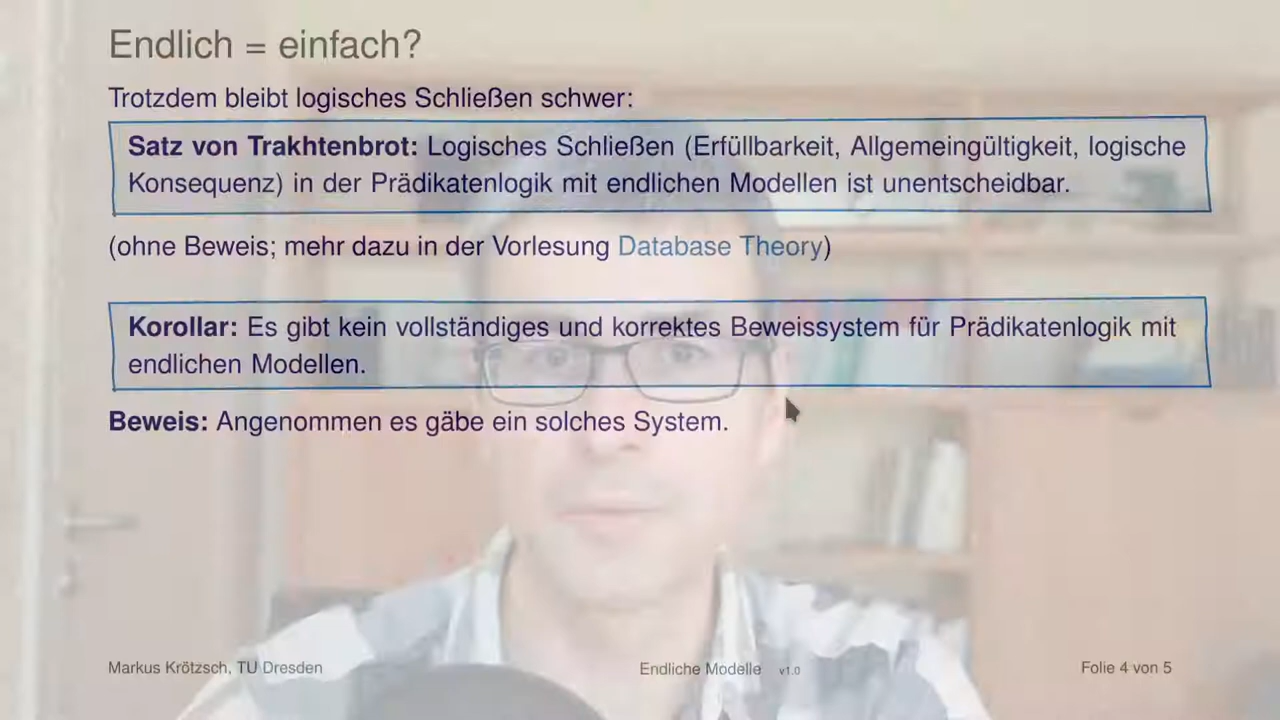 Endlich = einfach?
Trotzdem bleibt logisches Schließen schwer:
Satz von Trakhtenbrot: Logisches Schließen (Erfüllbarkeit, Allgemeingültigkeit, logische
Konsequenz) in der Prädikatenlogik mit endlichen Modellen ist unentscheidbar.
(ohne Beweis; mehr dazu in der Vorlesung Database Theory)
Korollar: Es gibt kein vollständiges und korrektes Beweissystem für Prädikatenlogik mit
endlichen Modellen.
Beweis: Angenommen es gäbe ein solches System.
Markus Krötzsch, TU Dresden Endliche Modelle v1.0 Folie 4 von 5